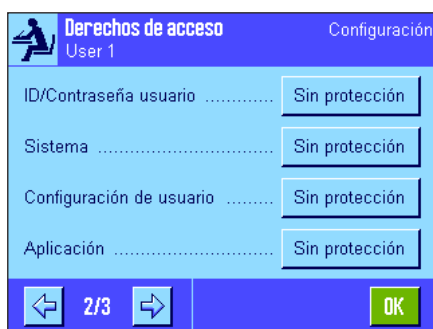 Derechos de acceso Configuración
User 1
ID/Contraseña usuario ............. Sin protección
Sistema ................................. Sin protección
Configuración de usuario ......... Sin protección
Aplicación .............................. Sin protección
2/3 OK